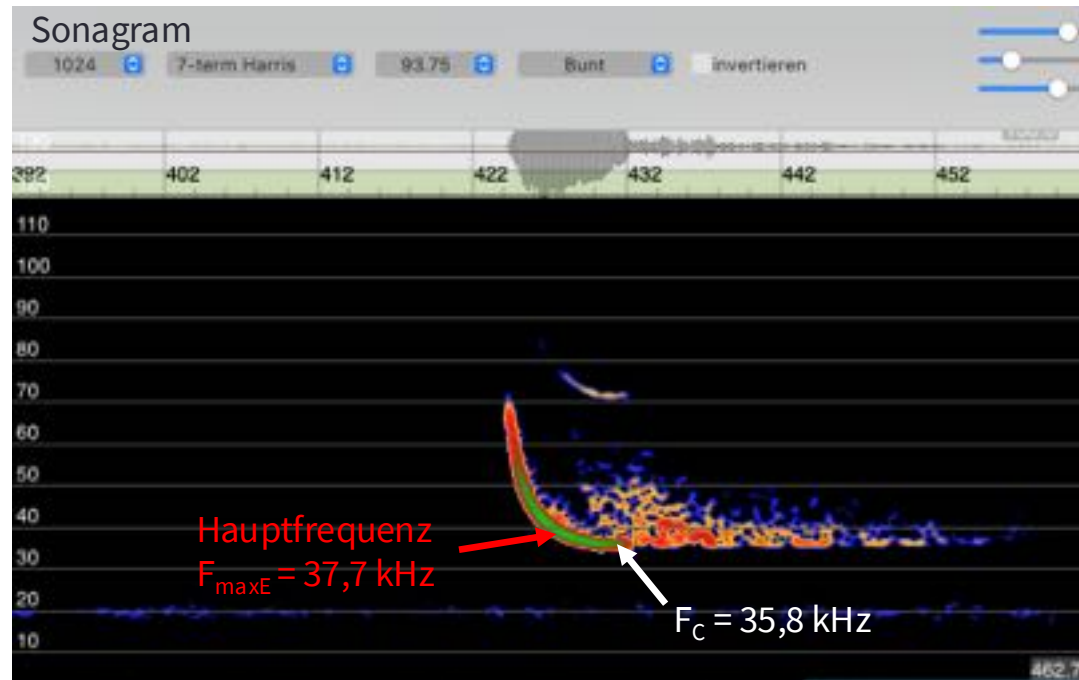 Sonagram
1024 7-term Harris 93.75 Bunt invertieren
392 402 412 422 432 442 452
110
100
90
80
70
60
50
40
30
20
10
Hauptfrequenz
FmaxE = 37,7 kHz
FC = 35,8 kHz
462.7